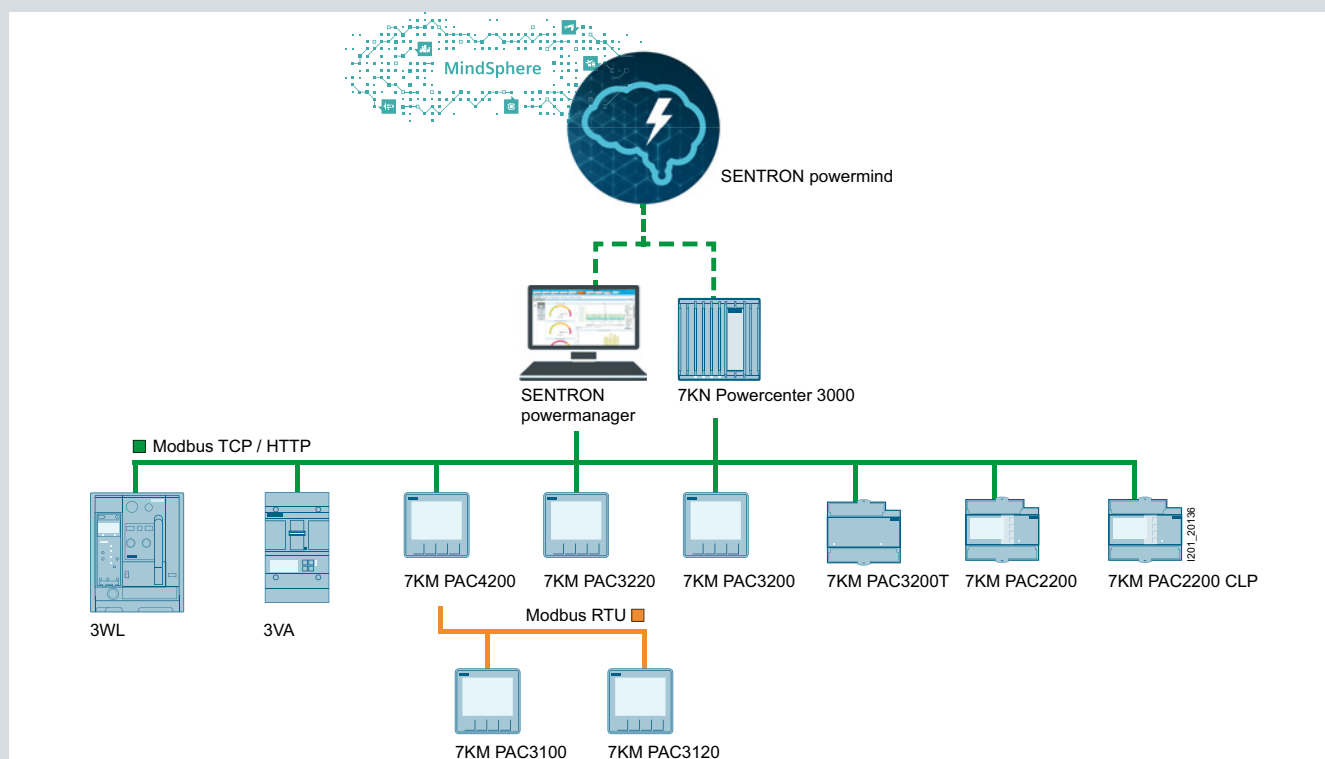 MindSphere
SENTRON powermind
SENTRON
powermanager
7KN Powercenter 3000
Modbus TCP / HTTP
I201_20136
7KM PAC4200
7KM PAC3220
7KM PAC3200
7KM PAC3200T
7KM PAC2200
7KM PAC2200 CLP
3WL
3VA
Modbus RTU
7KM PAC3100
7KM PAC3120